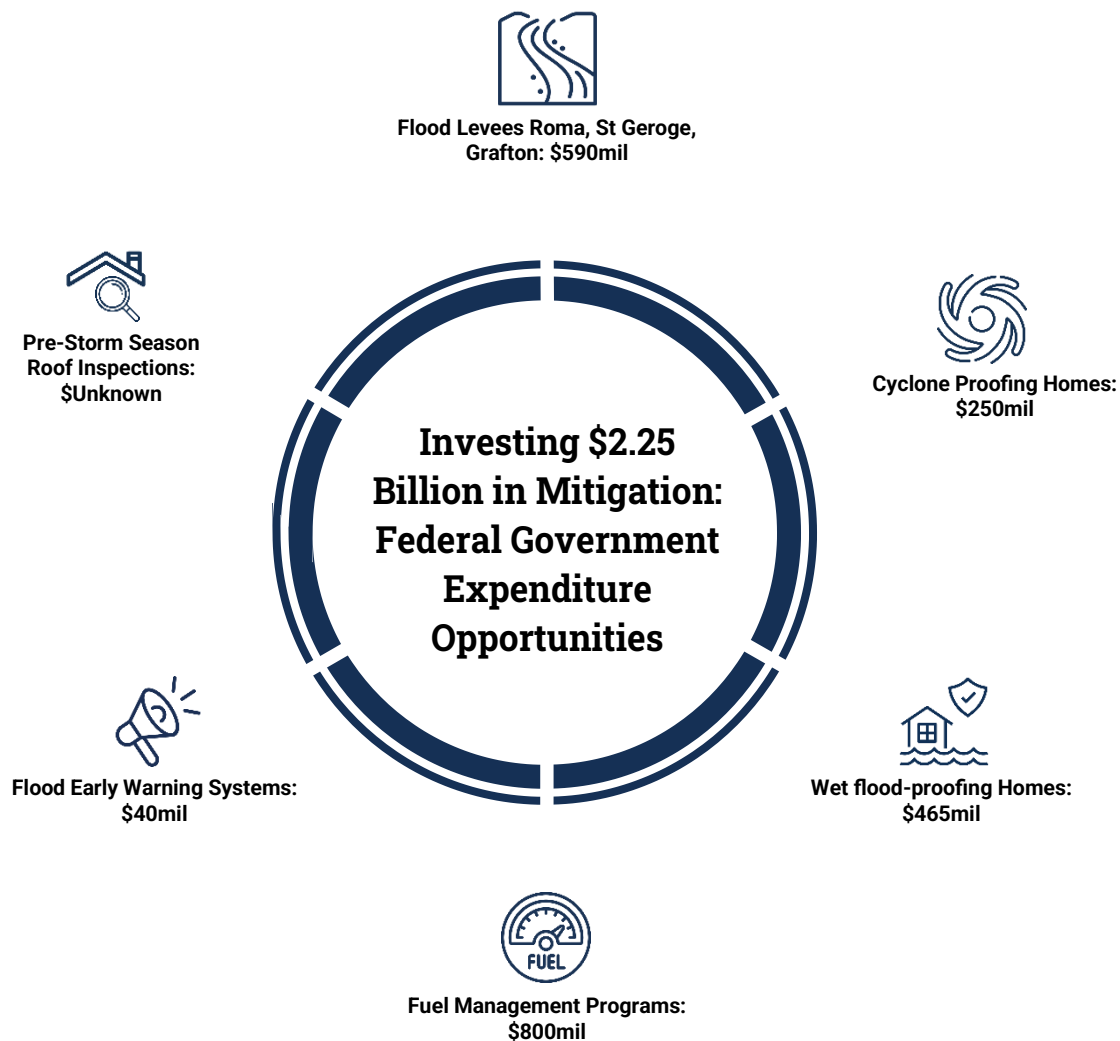 Flood Levees Roma, St Geroge,
Grafton: $590mil
Pre-Storm Season
Roof Inspections:
$Unknown
Cyclone Proofing Homes:
$250mil
Investing $2.25
Billion in Mitigation:
Federal Government
Expenditure
Opportunities
Flood Early Warning Systems:
$40mil
Wet flood-proofing Homes:
$465mil
FUEL
Fuel Management Programs:
$800mil